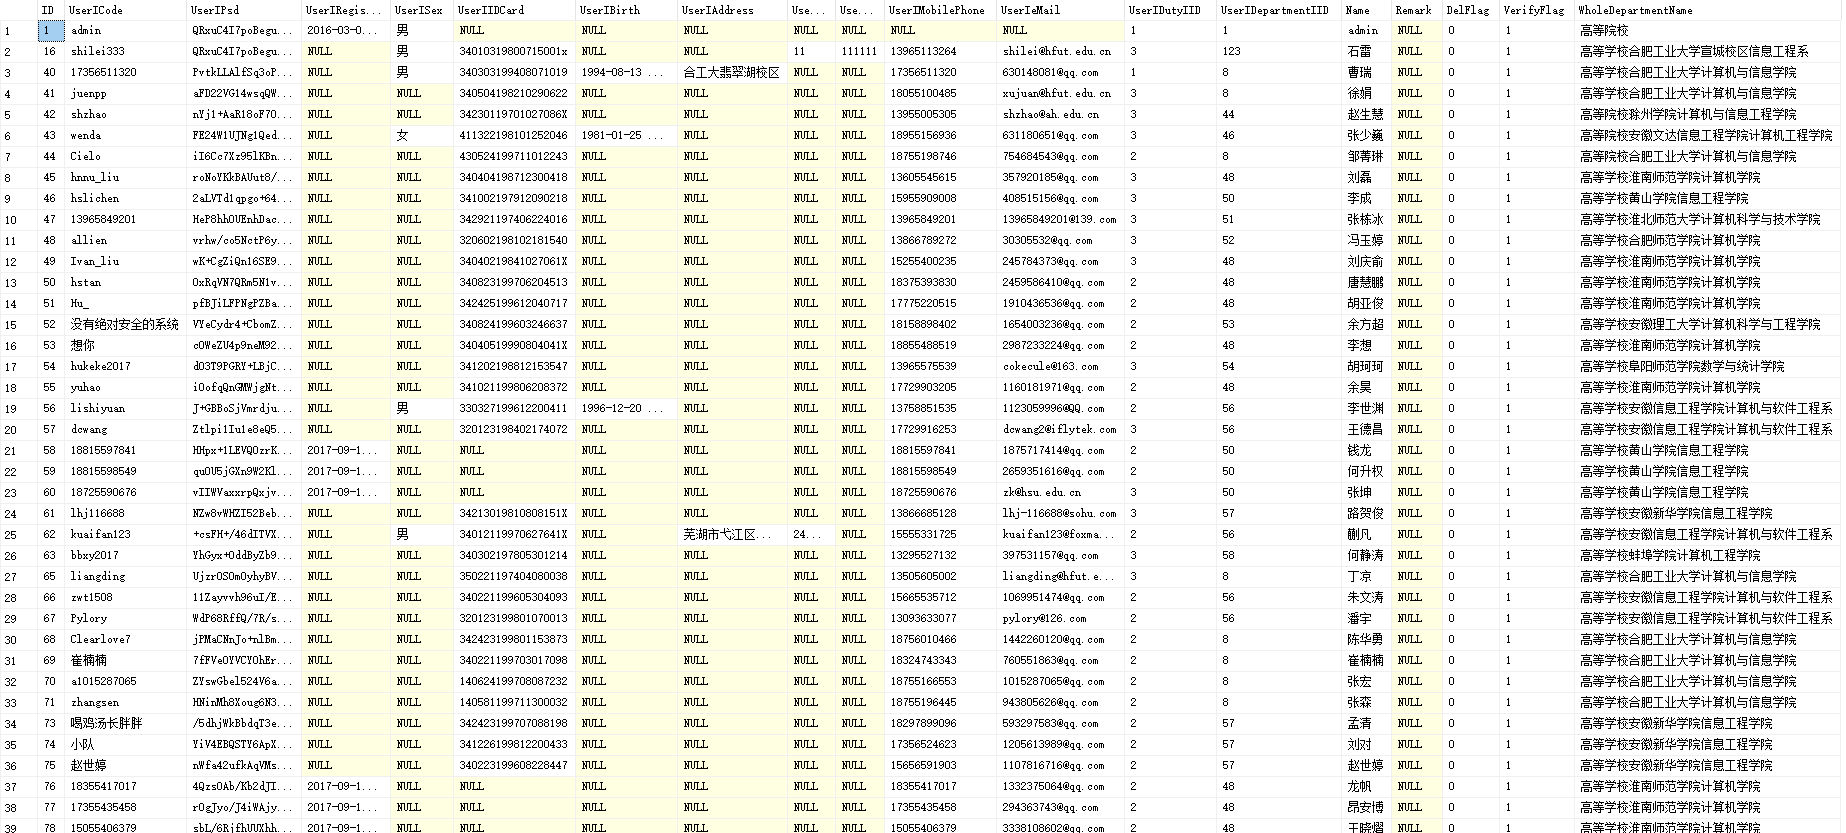 ID UserICode UserIPsd UserIRegis... UserISex UserIIDCard UserIBirth UserIAddress Use... Use... UserIMobilePhone UserIeMail UserIDutyIID UserIDepartmentIID Name Remark DelFlag VerifyFlag WholeDepartmentName
1 1 admin QRxuC4I7poBegu... 2016-03-0... 男 NULL NULL NULL NULL NULL NULL NULL 1 1 admin NULL 0 1 高等院校
2 16 shilei333 QRxuC4I7poBegu... NULL 男 34010319800715001x NULL NULL 11 111111 13965113264 shilei@hfut.edu.cn 3 123 石雷 NULL 0 1 高等学校合肥工业大学宣城校区信息工程系
3 40 17356511320 PvtkLLAlfSq3oP... NULL 男 340303199408071019 1994-08-13 ... 合工大翡翠湖校区 NULL NULL 17356511320 630148081@qq.com 1 8 曹瑞 NULL 0 1 高等学校合肥工业大学计算机与信息学院
4 41 juenpp aFD22VG14wsqQW... NULL NULL 340504198210290622 NULL NULL NULL NULL 18055100485 xujuan@hfut.edu.cn 3 8 徐娟 NULL 0 1 高等学校合肥工业大学计算机与信息学院
5 42 shzhao nYj1+AaR18oF7O... NULL NULL 34230119701027086X NULL NULL NULL NULL 13955005305 shzhao@ah.edu.cn 3 44 赵生慧 NULL 0 1 高等院校滁州学院计算机与信息工程学院
6 43 wenda FE24W1UJNg1Qed... NULL 女 411322198101252046 1981-01-25 ... NULL NULL NULL 18955156936 631180651@qq.com 3 46 张少巍 NULL 0 1 高等院校安徽文达信息工程学院计算机工程学院
7 44 Cielo iI6Cc7Xz95lKBn... NULL NULL 430524199711012243 NULL NULL NULL NULL 18755198746 754684543@qq.com 2 8 邹菁琳 NULL 0 1 高等院校合肥工业大学计算机与信息学院
8 45 hnnu_liu roNoYKkBAUut8/... NULL NULL 340404198712300418 NULL NULL NULL NULL 13605545615 357920185@qq.com 3 48 刘磊 NULL 0 1 高等学校淮南师范学院计算机学院
9 46 hslichen 2aLVTd1qpgo+64... NULL NULL 341002197912090218 NULL NULL NULL NULL 15955909008 408515156@qq.com 3 50 李成 NULL 0 1 高等学校黄山学院信息工程学院
10 47 13965849201 HeP8hhOUEnhDac... NULL NULL 342921197406224016 NULL NULL NULL NULL 13965849201 13965849201@139.com 3 51 张栋冰 NULL 0 1 高等学校淮北师范大学计算机科学与技术学院
11 48 allien vrhw/co5NctP6y... NULL NULL 320602198102181540 NULL NULL NULL NULL 13866789272 30305532@qq.com 3 52 冯玉婷 NULL 0 1 高等学校合肥师范学院计算机学院
12 49 Ivan_liu wK+CgZiQn16SE9... NULL NULL 34040219841027061X NULL NULL NULL NULL 15255400235 245784373@qq.com 3 48 刘庆俞 NULL 0 1 高等学校淮南师范学院计算机学院
13 50 hstan OxRqVN7QRm5N1v... NULL NULL 340823199706204513 NULL NULL NULL NULL 18375393830 2459586410@qq.com 2 48 唐慧鹏 NULL 0 1 高等学校淮南师范学院计算机学院
14 51 Hu_ pfBJiLFPNgPZBa... NULL NULL 342425199612040717 NULL NULL NULL NULL 17775220515 1910436536@qq.com 2 48 胡亚俊 NULL 0 1 高等学校淮南师范学院计算机学院
15 52 没有绝对安全的系统 VYeCydr4+CbomZ... NULL NULL 340824199603246637 NULL NULL NULL NULL 18158898402 1654003236@qq.com 2 53 余方超 NULL 0 1 高等学校安徽理工大学计算机科学与工程学院
16 53 想你 cOWeZU4p9neM92... NULL NULL 34040519990804041X NULL NULL NULL NULL 18855488519 2987233224@qq.com 2 48 李想 NULL 0 1 高等学校淮南师范学院计算机学院
17 54 hukeke2017 dO3T9PGRY+LBjC... NULL NULL 341202198812153547 NULL NULL NULL NULL 13965575539 cokecule@163.com 3 54 胡珂珂 NULL 0 1 高等学校阜阳师范学院数学与统计学院
18 55 yuhao iOofqQnGMWjgNt... NULL NULL 341021199806208372 NULL NULL NULL NULL 17729903205 1160181971@qq.com 2 48 余昊 NULL 0 1 高等学校淮南师范学院计算机学院
19 56 lishiyuan J+GBBoSjVmrdju... NULL 男 330327199612200411 1996-12-20 ... NULL NULL NULL 13758851535 1123059996@QQ.com 2 56 李世渊 NULL 0 1 高等学校安徽信息工程学院计算机与软件工程系
20 57 dcwang Ztlpi1Iu1e8eQ5... NULL NULL 320123198402174072 NULL NULL NULL NULL 17729916253 dcwang2@iflytek.com 3 56 王德昌 NULL 0 1 高等学校安徽信息工程学院计算机与软件工程系
21 58 18815597841 HHpx+1LEVQOzrK... 2017-09-1... NULL NULL NULL NULL NULL NULL 18815597841 1875717414@qq.com 2 50 钱龙 NULL 0 1 高等学校黄山学院信息工程学院
22 59 18815598549 quOU5jGXn9W2Kl... 2017-09-1... NULL NULL NULL NULL NULL NULL 18815598549 2659351616@qq.com 2 50 何升权 NULL 0 1 高等学校黄山学院信息工程学院
23 60 18725590676 vIIWVaxxrpQxjv... 2017-09-1... NULL NULL NULL NULL NULL NULL 18725590676 zk@hsu.edu.cn 3 50 张坤 NULL 0 1 高等学校黄山学院信息工程学院
24 61 lhj116688 NZw8vWHZI52Beb... NULL NULL 34213019810808151X NULL NULL NULL NULL 13866685128 lhj-116688@sohu.com 3 57 路贺俊 NULL 0 1 高等学校安徽新华学院信息工程学院
25 62 kuaifan123 +csFH+/46dITVX... NULL 男 34012119970627641X NULL 芜湖市弋江区... 24... NULL 15555331725 kuaifan123@foxma... 2 56 蒯凡 NULL 0 1 高等学校安徽信息工程学院计算机与软件工程系
26 63 bbxy2017 YhGyx+OddByZb9... NULL NULL 340302197805301214 NULL NULL NULL NULL 13295527132 397531157@qq.com 3 58 何静涛 NULL 0 1 高等学校蚌埠学院计算机工程学院
27 65 liangding UjzrOSOmOyhyBV... NULL NULL 350221197404080038 NULL NULL NULL NULL 13505605002 liangding@hfut.e... 3 8 丁凉 NULL 0 1 高等学校合肥工业大学计算机与信息学院
28 66 zwt1508 11Zayvvh96uI/E... NULL NULL 340221199605304093 NULL NULL NULL NULL 15665535712 1069951474@qq.com 2 56 朱文涛 NULL 0 1 高等学校安徽信息工程学院计算机与软件工程系
29 67 Pylory WdP68RffQ/7R/s... NULL NULL 320123199801070013 NULL NULL NULL NULL 13093633077 pylory@126.com 2 56 潘宇 NULL 0 1 高等学校安徽信息工程学院计算机与软件工程系
30 68 Clearlove7 jPMaCNnJo+nlBm... NULL NULL 342423199801153873 NULL NULL NULL NULL 18756010466 1442260120@qq.com 2 8 陈华勇 NULL 0 1 高等学校合肥工业大学计算机与信息学院
31 69 崔楠楠 7fFVeOYVCYOhEr... NULL NULL 340221199703017098 NULL NULL NULL NULL 18324743343 760551863@qq.com 2 8 崔楠楠 NULL 0 1 高等学校合肥工业大学计算机与信息学院
32 70 a1015287065 ZYswGbel524V6a... NULL NULL 140624199708087232 NULL NULL NULL NULL 18755166553 1015287065@qq.com 2 8 张宏 NULL 0 1 高等学校合肥工业大学计算机与信息学院
33 71 zhangsen HNinMh8Xoug6N3... NULL NULL 140581199711300032 NULL NULL NULL NULL 18755196445 943805626@qq.com 2 8 张森 NULL 0 1 高等学校合肥工业大学计算机与信息学院
34 73 喝鸡汤长胖胖 /5dhjWkBbdqT3e... NULL NULL 342423199707088198 NULL NULL NULL NULL 18297899096 593297583@qq.com 2 57 孟清 NULL 0 1 高等学校安徽新华学院信息工程学院
35 74 小队 YiV4EBQSTY6ApX... NULL NULL 341226199812200433 NULL NULL NULL NULL 17356524623 1205613989@qq.com 2 57 刘对 NULL 0 1 高等学校安徽新华学院信息工程学院
36 75 赵世婷 nWfa42ufkAqVMs... NULL NULL 340223199608228447 NULL NULL NULL NULL 15656591903 1107816716@qq.com 2 57 赵世婷 NULL 0 1 高等学校安徽新华学院信息工程学院
37 76 18355417017 4QzsOAb/Kb2dJI... 2017-09-1... NULL NULL NULL NULL NULL NULL 18355417017 1332375064@qq.com 2 48 龙帆 NULL 0 1 高等学校淮南师范学院计算机学院
38 77 17355435458 rOgJyo/J4iWAjy... 2017-09-1... NULL NULL NULL NULL NULL NULL 17355435458 294363743@qq.com 2 48 昂安博 NULL 0 1 高等学校淮南师范学院计算机学院
39 78 15055406379 sbL/6RjfhUUXhh... 2017-09-1... NULL NULL NULL NULL NULL NULL 15055406379 3338108602@qq.com 2 48 王晓熠 NULL 0 1 高等学校淮南师范学院计算机学院